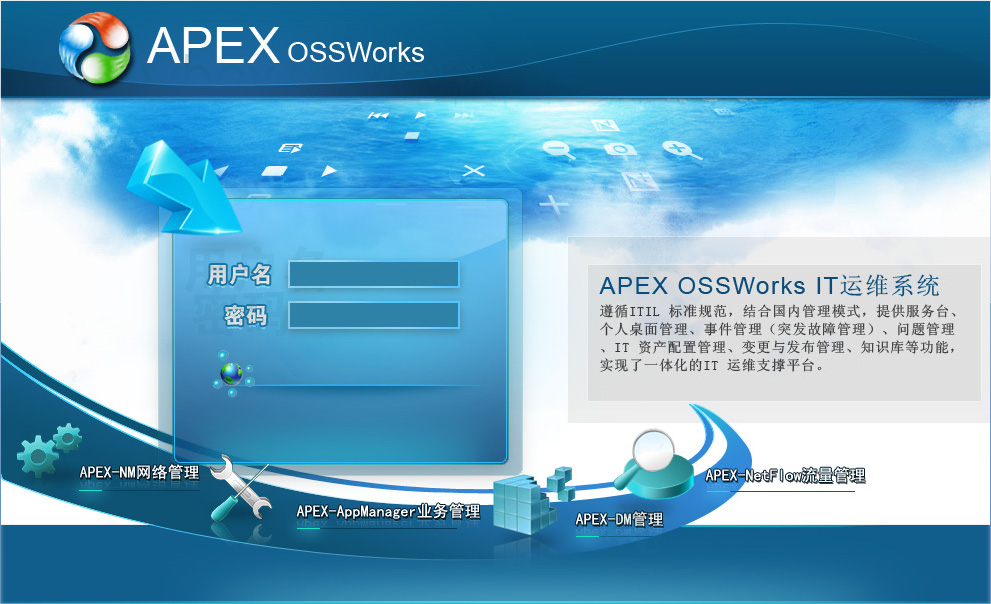 APEX OSSWorks
用户名
密码
APEX OSSWorks IT运维系统
遵循ITIL 标准规范，结合国内管理模式，提供服务台、
个人桌面管理、事件管理（突发故障管理）、问题管理
、IT 资产配置管理、变更与发布管理、知识库等功能，
实现了一体化的IT 运维支撑平台。
APEX-NM网络管理
APEX-AppManager业务管理
APEX-DM管理
APEX-NetFlow流量管理